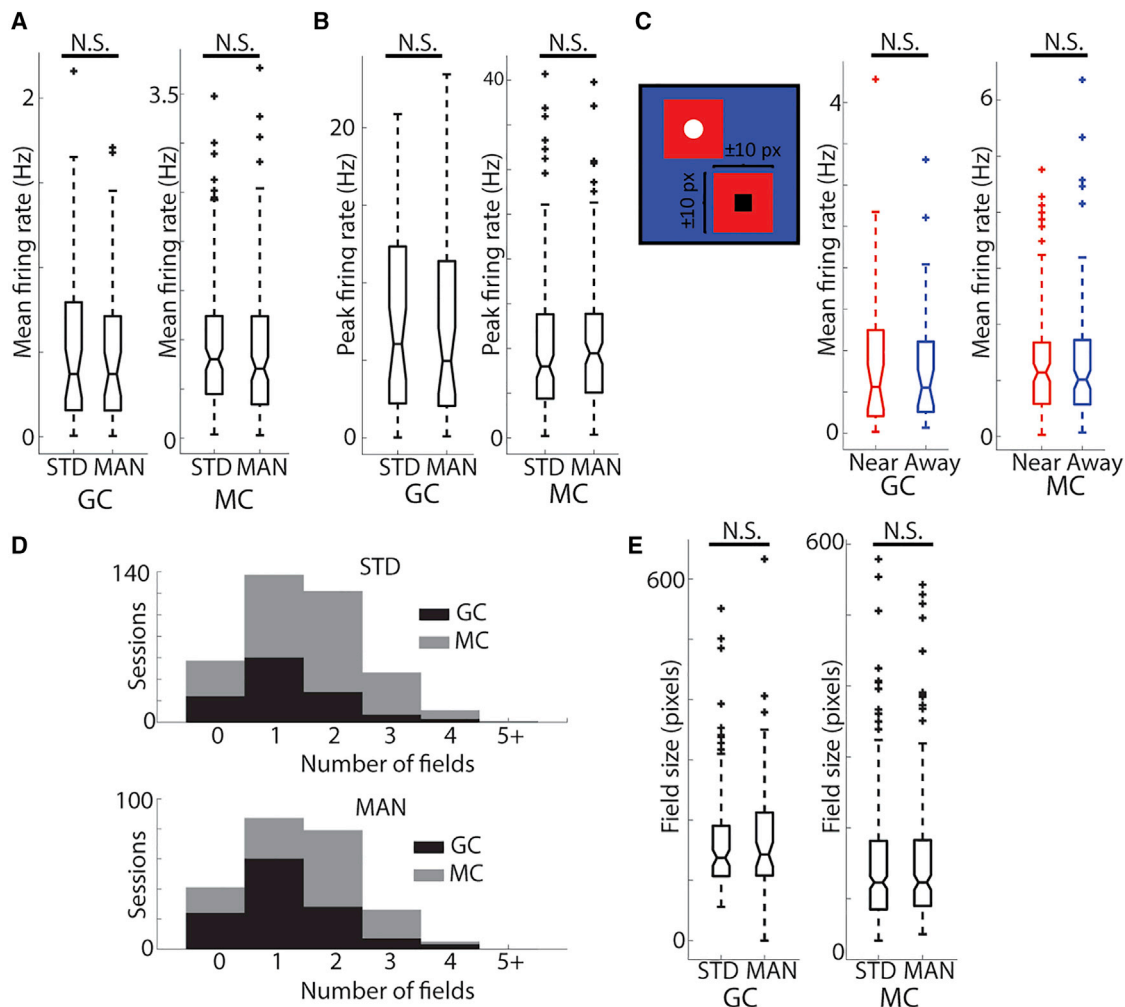 A
N.S.
N.S.
Mean firing rate (Hz)
2
0
STD MAN
GC
Mean firing rate (Hz)
3.5
0
STD MAN
MC
B
N.S.
N.S.
Peak firing rate (Hz)
20
0
STD MAN
GC
Peak firing rate (Hz)
40
0
STD MAN
MC
C
±10 px
±10 px
N.S.
N.S.
Mean firing rate (Hz)
4
0
Near Away
GC
Mean firing rate (Hz)
6
0
Near Away
MC
D
STD
140
Sessions
0
GC
MC
0 1 2 3 4 5+
Number of fields
MAN
100
Sessions
0
GC
MC
0 1 2 3 4 5+
Number of fields
E
N.S.
N.S.
Field size (pixels)
600
0
STD MAN
GC
Field size (pixels)
600
0
STD MAN
MC